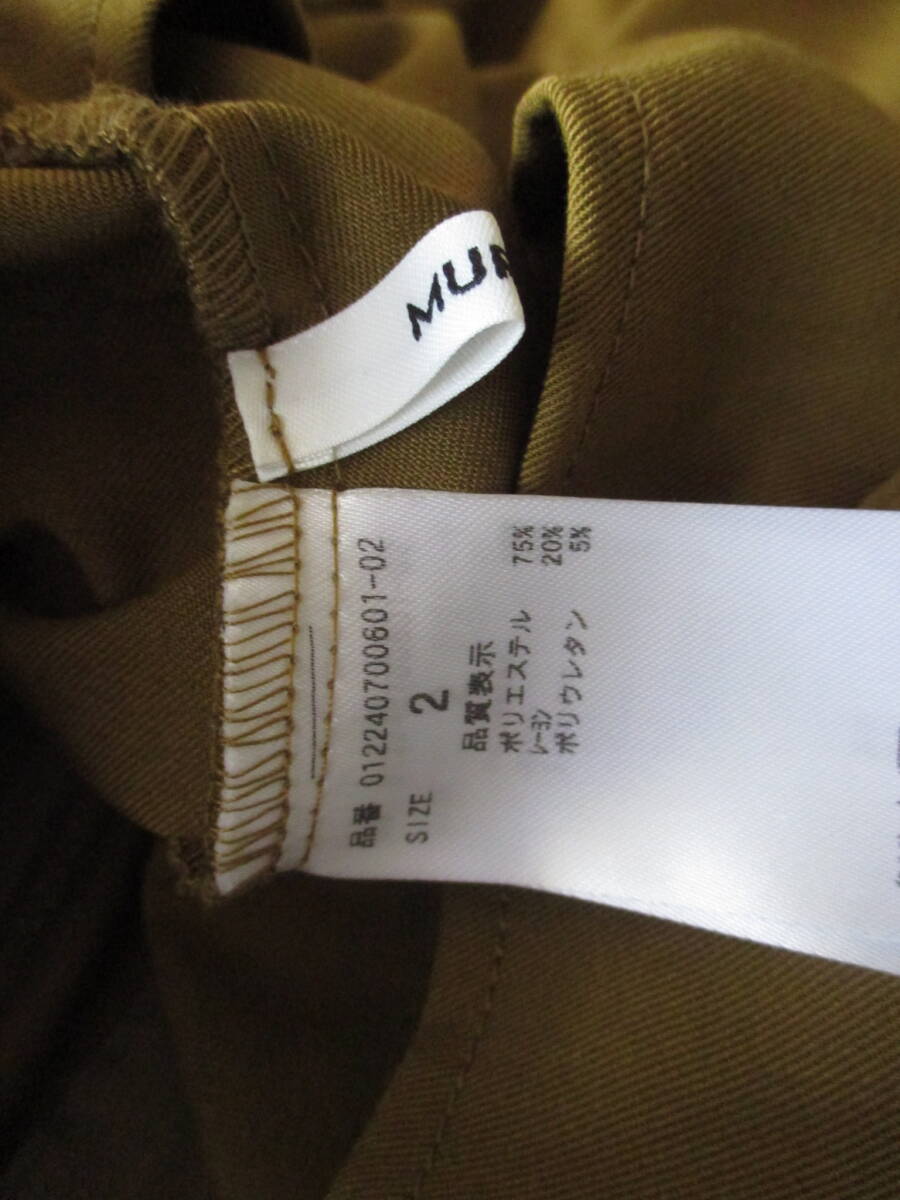 MU
品番 012240700601-02
SIZE 2
品質表示
ポリエステル 75%
レーヨン 20%
ポリウレタン 5%